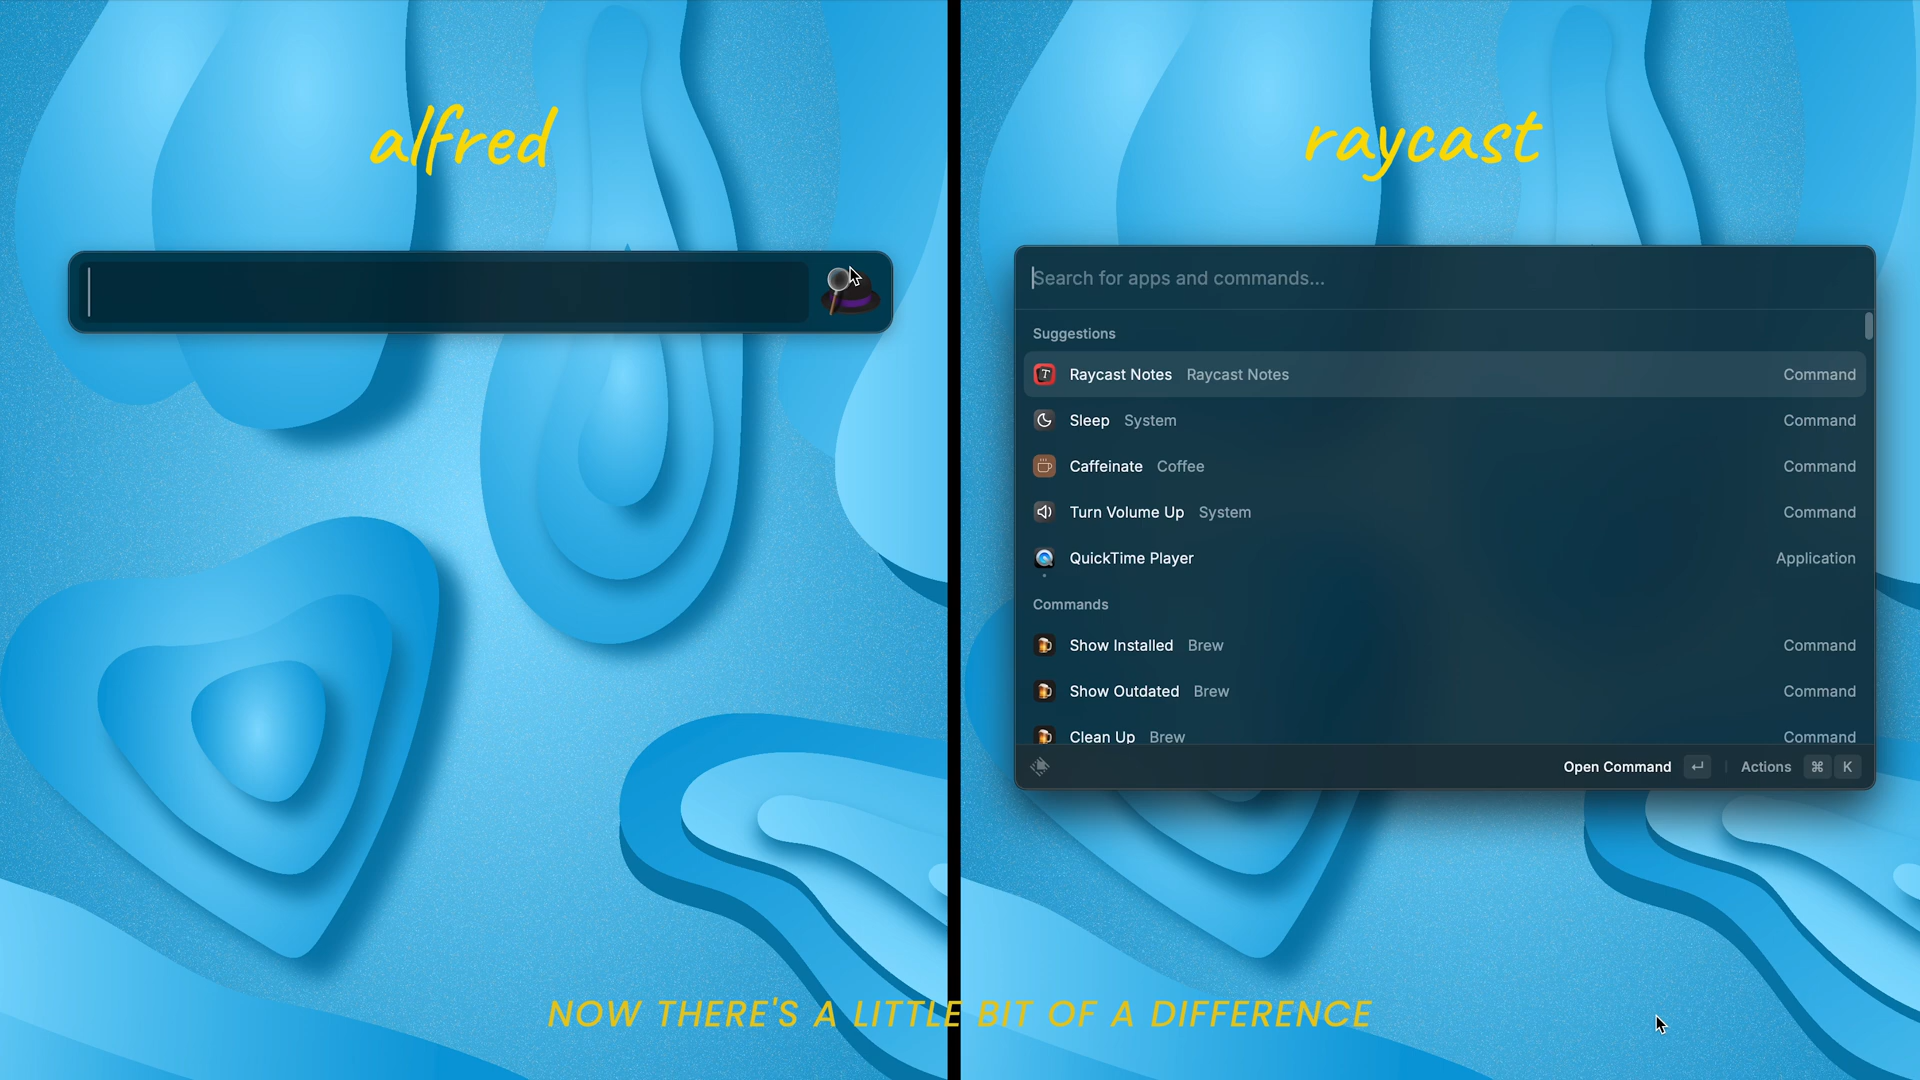 alfred
raycast
Search for apps and commands...
Suggestions
Raycast Notes Raycast Notes Command
Sleep System Command
Caffeinate Coffee Command
Turn Volume Up System Command
QuickTime Player Application
Commands
Show Installed Brew Command
Show Outdated Brew Command
Clean Up Brew Command
Open Command ↵ Actions ⌘ K
NOW THERE'S A LITTLE BIT OF A DIFFERENCE